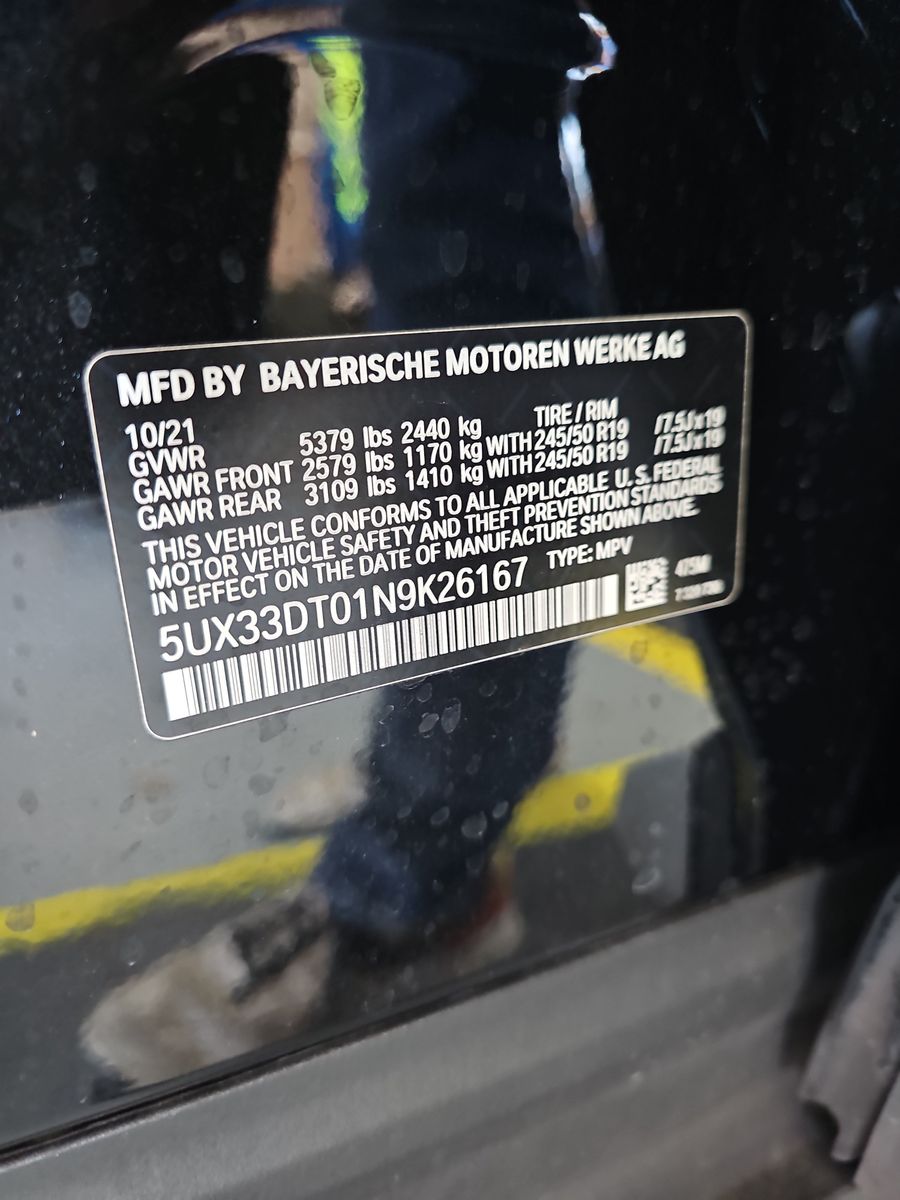 MFD BY BAYERISCHE MOTOREN WERKE AG
10/21 TIRE / RIM
GVWR 5379 lbs 2440 kg
GAWR FRONT 2579 lbs 1170 kg WITH 245/50 R19 /7.5Jx19
GAWR REAR 3109 lbs 1410 kg WITH 245/50 R19 /7.5Jx19
THIS VEHICLE CONFORMS TO ALL APPLICABLE U.S. FEDERAL
MOTOR VEHICLE SAFETY AND THEFT PREVENTION STANDARDS
IN EFFECT ON THE DATE OF MANUFACTURE SHOWN ABOVE.
5UX33DT01N9K26167 TYPE: MPV
475M